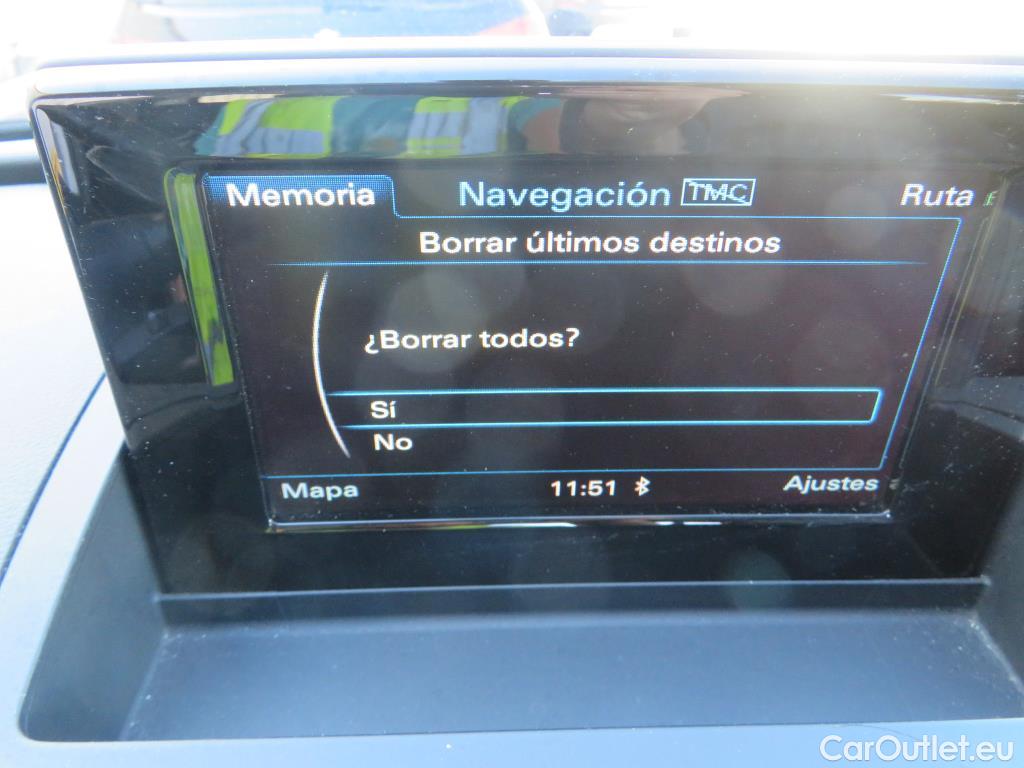 Memoria Navegación TMC Ruta
Borrar últimos destinos
¿Borrar todos?
Sí
No
Mapa 11:51 Ajustes
CarOutlet.eu